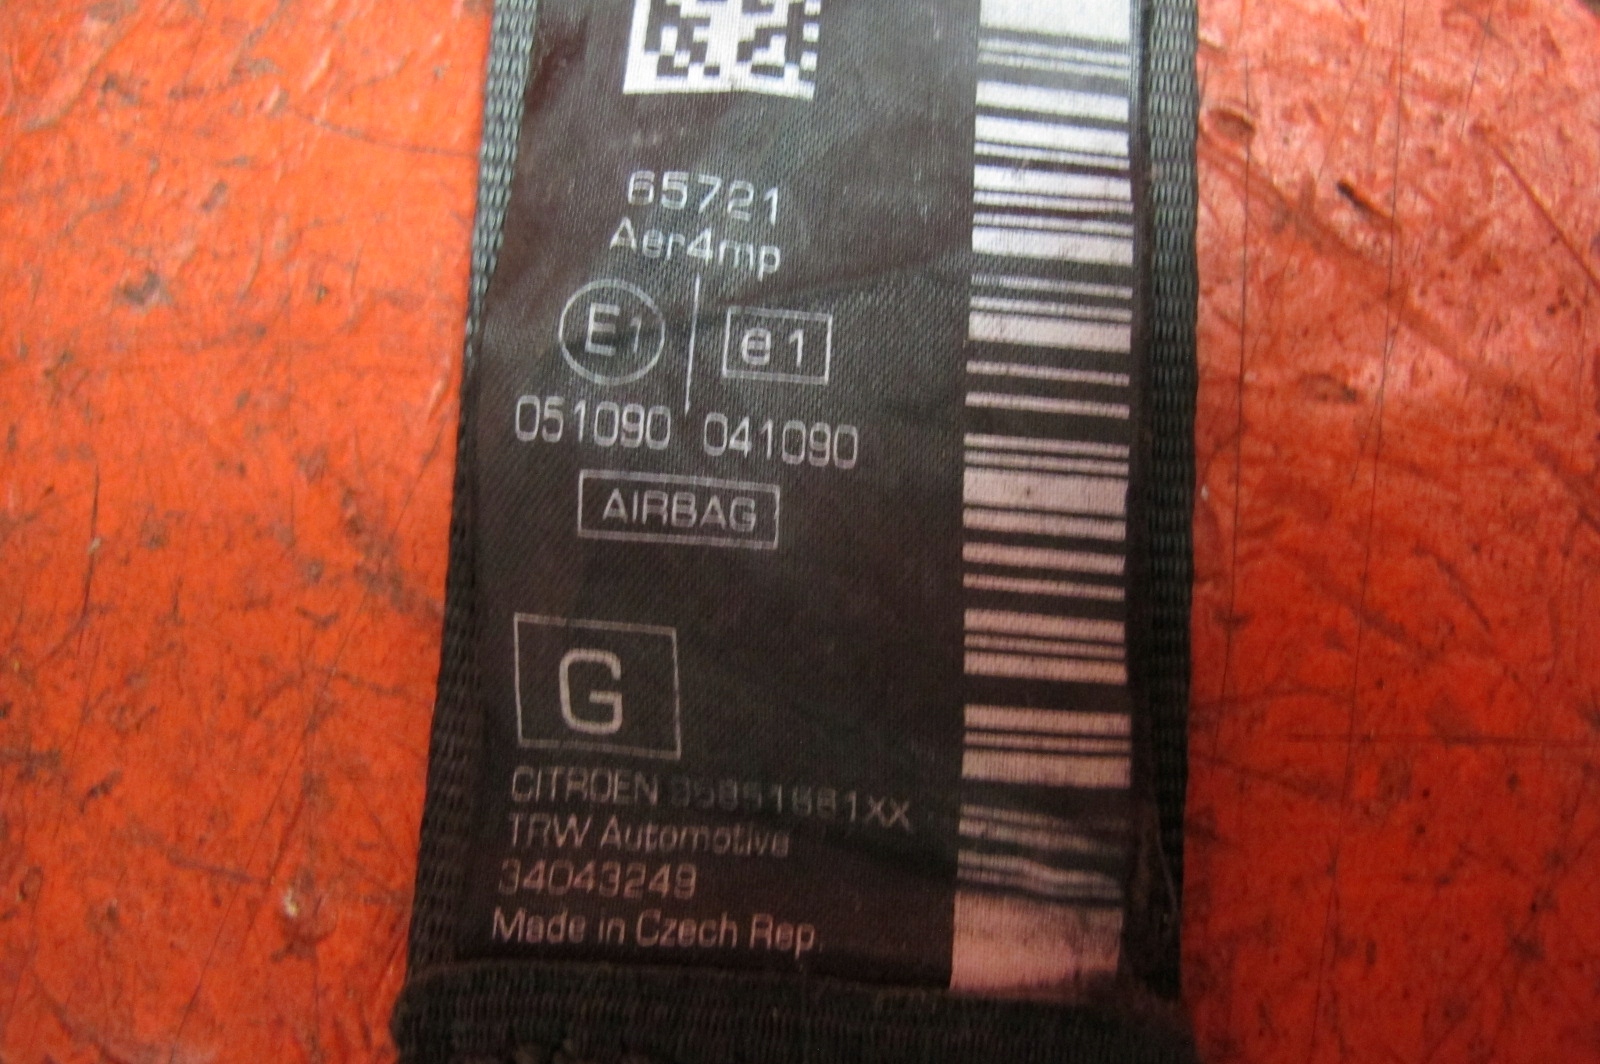 65721
Aer4mp
E1 e1
051090 041090
AIRBAG
G
CITROEN
TRW Automotive
34043249
Made in Czech Rep.